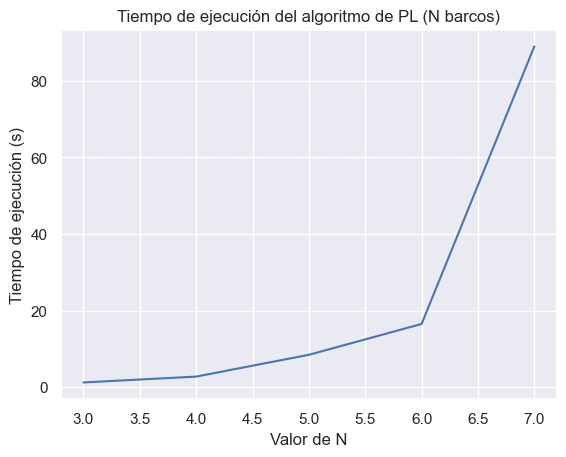 Tiempo de ejecución del algoritmo de PL (N barcos)
Tiempo de ejecución (s)
80
60
40
20
0
3.0 3.5 4.0 4.5 5.0 5.5 6.0 6.5 7.0
Valor de N